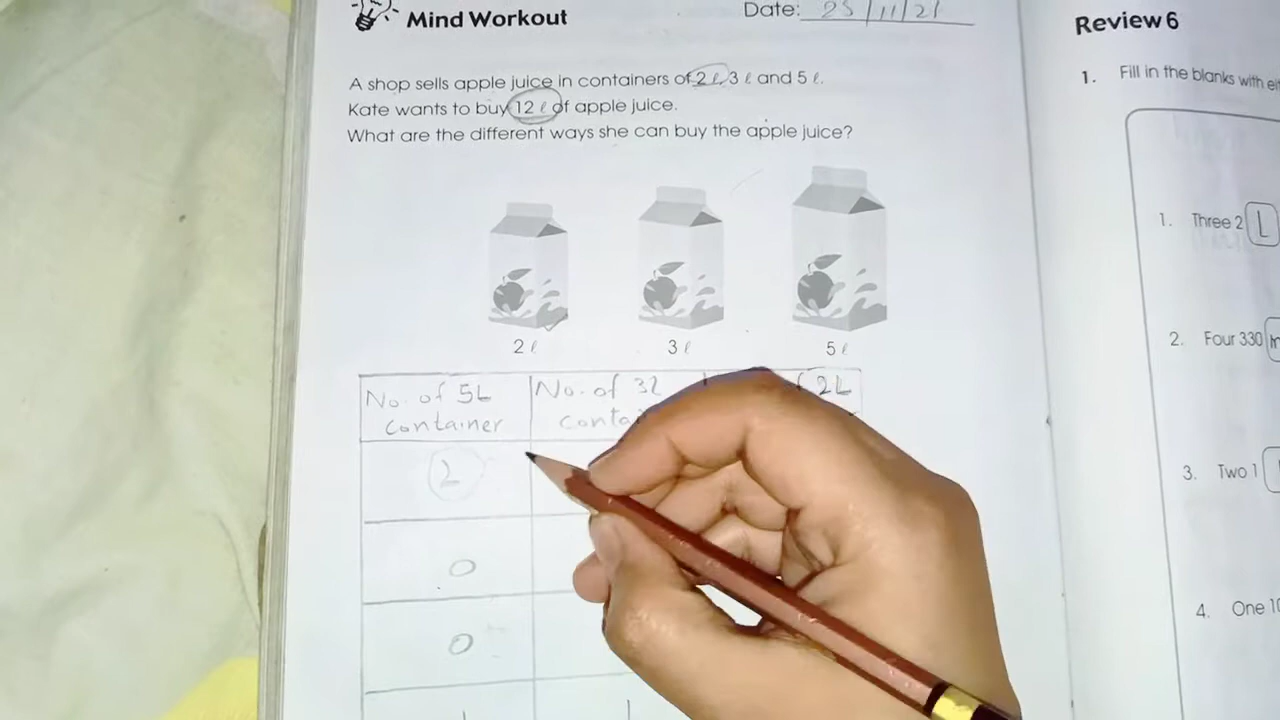 Mind Workout
Date: 25/11/21
A shop sells apple juice in containers of 2 ℓ, 3 ℓ and 5 ℓ.
Kate wants to buy 12 ℓ of apple juice.
What are the different ways she can buy the apple juice?
2 ℓ 3 ℓ 5 ℓ
No. of 5L No. of 3L 2L
container
2
0
0
Review 6
1. Fill in the blanks with
1. Three 2 L
2. Four 330
3. Two 1
4. One